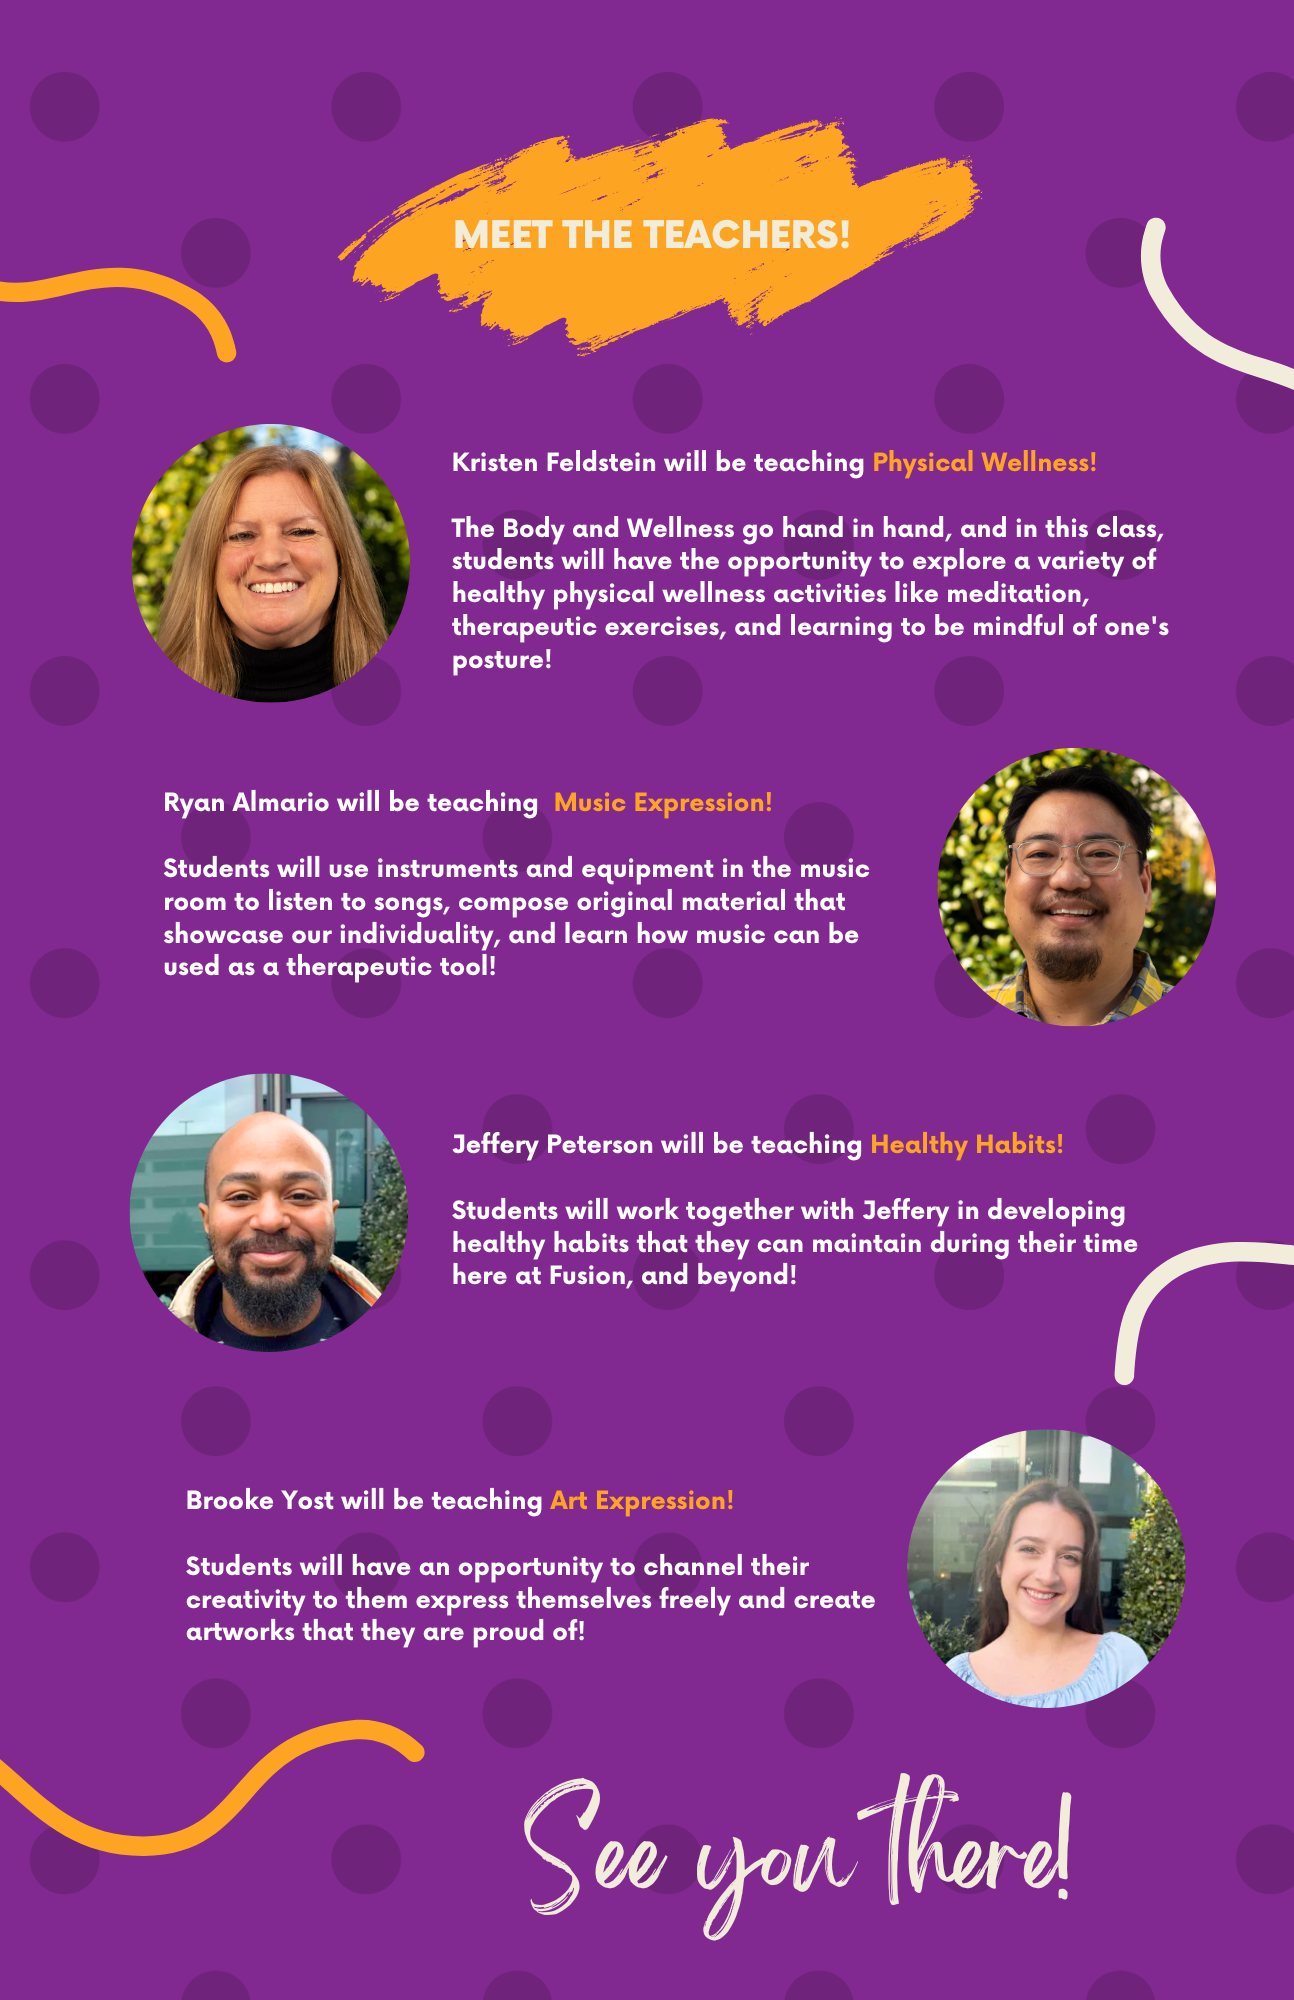 MEET THE TEACHERS!
Kristen Feldstein will be teaching Physical Wellness!
The Body and Wellness go hand in hand, and in this class,
students will have the opportunity to explore a variety of
healthy physical wellness activities like meditation,
therapeutic exercises, and learning to be mindful of one's
posture!
Ryan Almario will be teaching Music Expression!
Students will use instruments and equipment in the music
room to listen to songs, compose original material that
showcase our individuality, and learn how music can be
used as a therapeutic tool!
Jeffery Peterson will be teaching Healthy Habits!
Students will work together with Jeffery in developing
healthy habits that they can maintain during their time
here at Fusion, and beyond!
Brooke Yost will be teaching Art Expression!
Students will have an opportunity to channel their
creativity to them express themselves freely and create
artworks that they are proud of!
See you there!